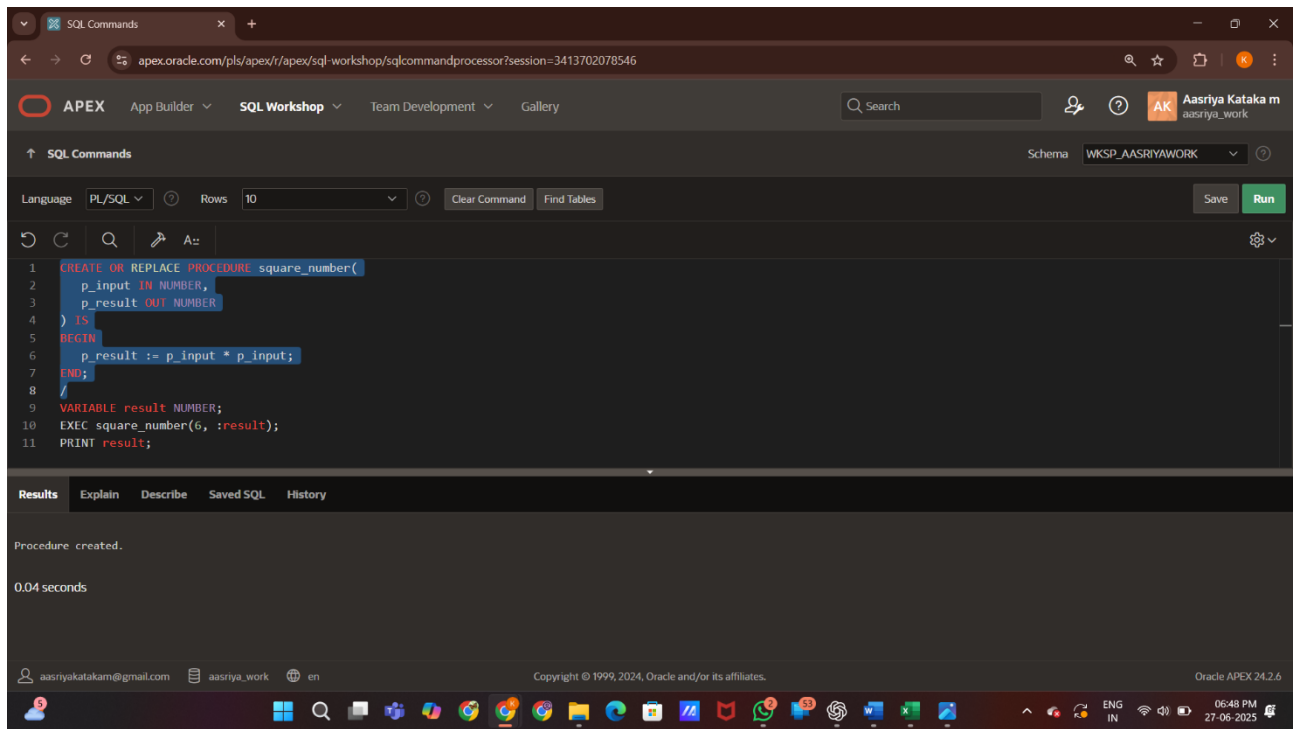 SQL Commands
apex.oracle.com/pls/apex/r/apex/sql-workshop/sqlcommandprocessor?session=3413702078546
K
APEX App Builder SQL Workshop Team Development Gallery Search AK Aasriya Kataka m
aasriya_work
SQL Commands Schema WKSP_AASRIYAWORK
Language PL/SQL Rows 10 Clear Command Find Tables Save Run
1 CREATE OR REPLACE PROCEDURE square_number(
2 p_input IN NUMBER,
3 p_result OUT NUMBER
4 ) IS
5 BEGIN
6 p_result := p_input * p_input;
7 END;
8 /
9 VARIABLE result NUMBER;
10 EXEC square_number(6, :result);
11 PRINT result;
Results Explain Describe Saved SQL History
Procedure created.
0.04 seconds
aasriyakatakam@gmail.com aasriya_work en Copyright © 1999, 2024, Oracle and/or its affiliates. Oracle APEX 24.2.6
5 2 53 ENG 06:48 PM
IN 27-06-2025